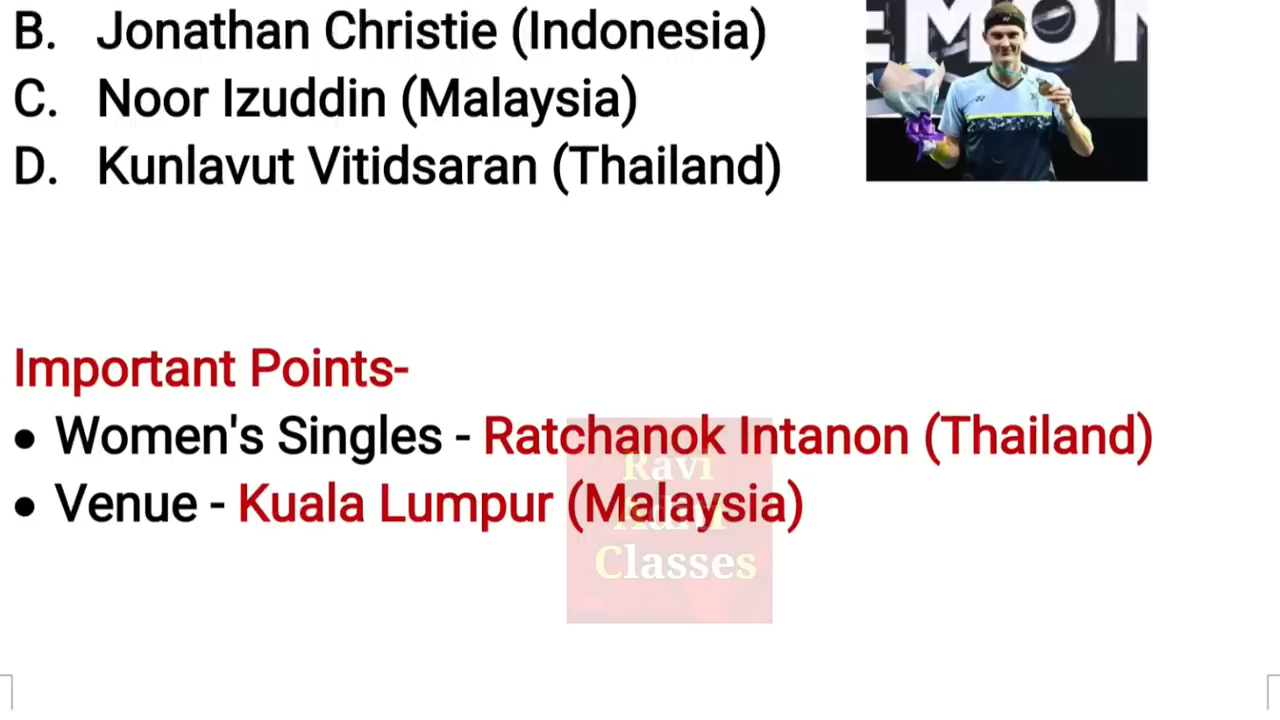 B. Jonathan Christie (Indonesia)
C. Noor Izuddin (Malaysia)
D. Kunlavut Vitidsaran (Thailand)
Important Points-
• Women's Singles - Ratchanok Intanon (Thailand)
• Venue - Kuala Lumpur (Malaysia)
Ravi
Classes